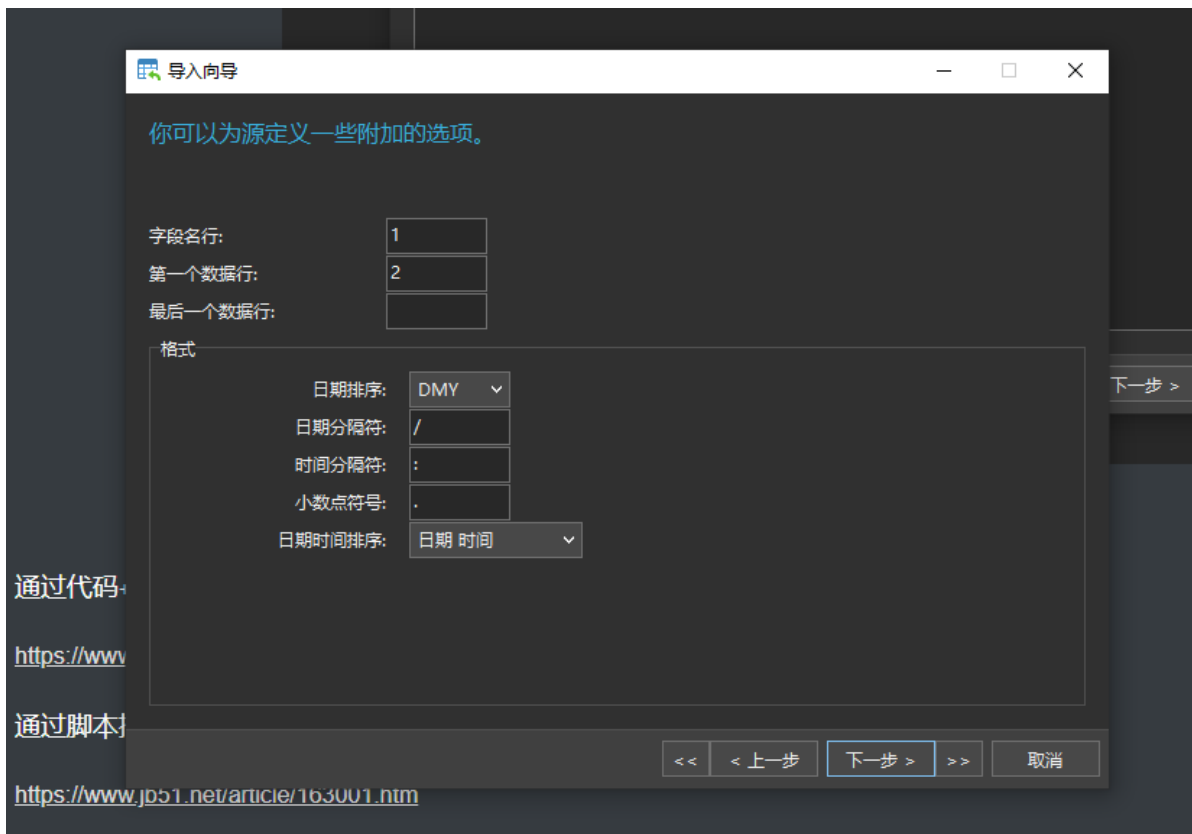 导入向导
你可以为源定义一些附加的选项。
字段名行: 1
第一个数据行: 2
最后一个数据行:
格式
日期排序: DMY
日期分隔符: /
时间分隔符: :
小数点符号: .
日期时间排序: 日期 时间
<< < 上一步 下一步 > >> 取消
下一步 >
通过代码
https://www
通过脚本
https://www.jb51.net/article/163001.htm